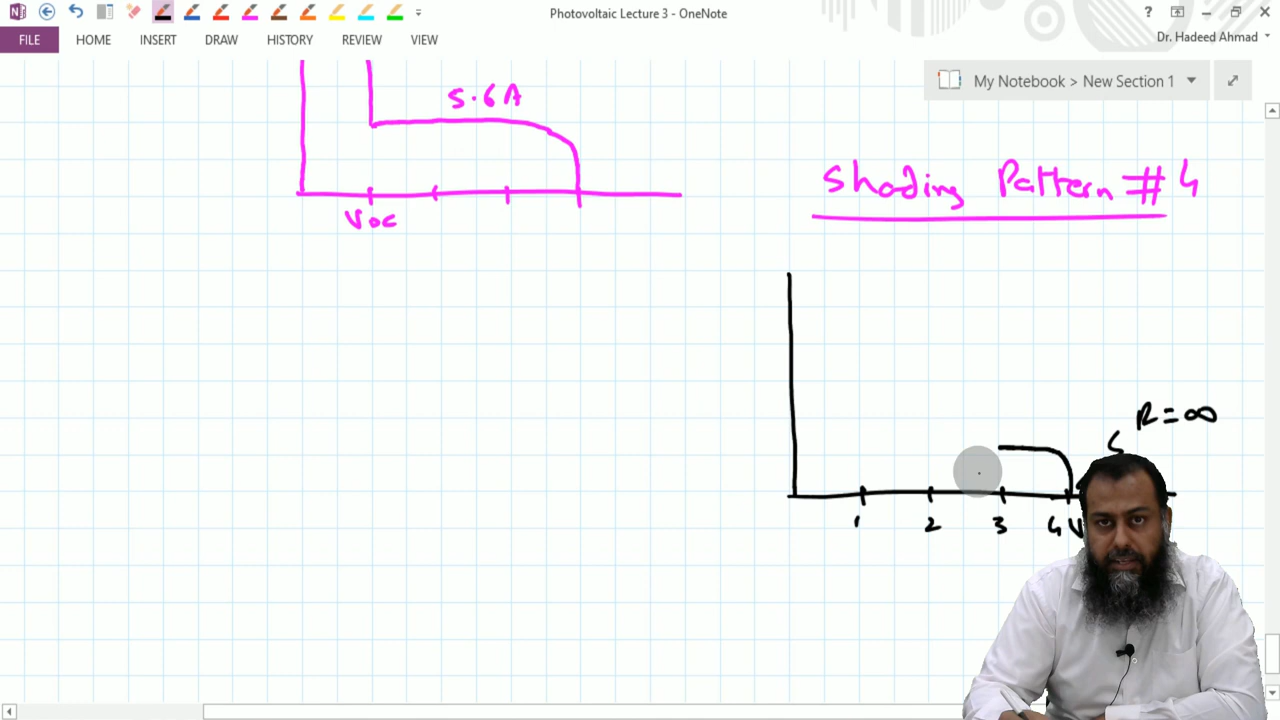 Photovoltaic Lecture 3 - OneNote
Dr. Hadeed Ahmad
FILE HOME INSERT DRAW HISTORY REVIEW VIEW
My Notebook > New Section 1
5.6A
Voc
Shading Pattern # 4
R = ∞
1 2 3 4V